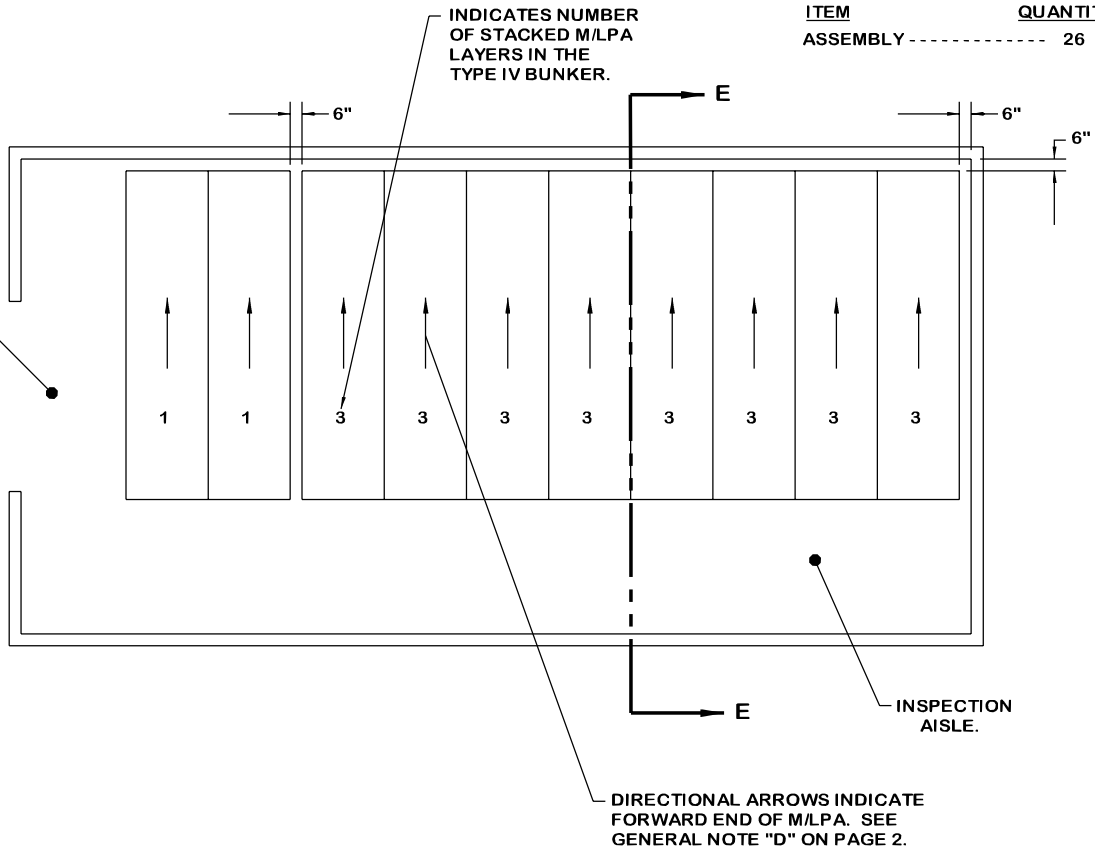 INDICATES NUMBER
OF STACKED M/LPA
LAYERS IN THE
TYPE IV BUNKER.
ITEM QUANTIT
ASSEMBLY - - - - - - - - - - - - - 26
E
6"
6"
6"
1 1 3 3 3 3 3 3 3 3
E
INSPECTION
AISLE.
DIRECTIONAL ARROWS INDICATE
FORWARD END OF M/LPA. SEE
GENERAL NOTE "D" ON PAGE 2.